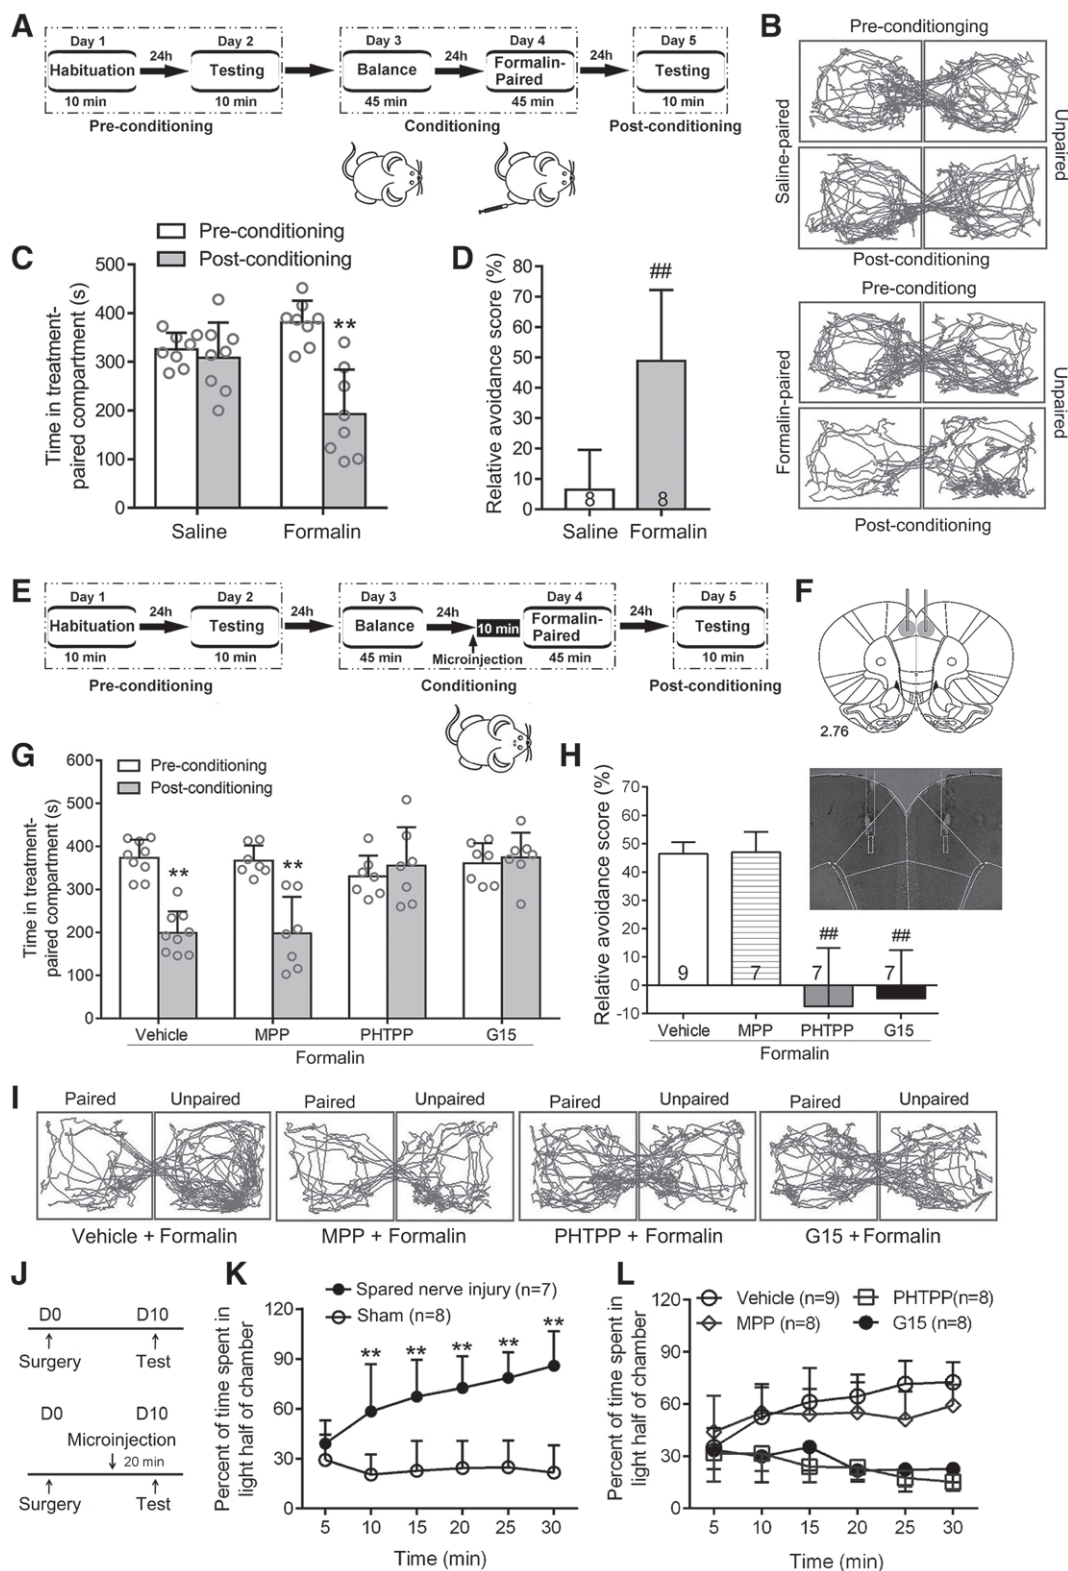 A
Day 1
24h
Day 2
Day 3
24h
Day 4
24h
Day 5
Habituation
Testing
Balance
Formalin-
Paired
Testing
10 min
10 min
45 min
45 min
10 min
Pre-conditioning
Conditioning
Post-conditioning
B
Pre-conditionging
Saline-paired
Unpaired
Post-conditioning
Pre-conditiong
Formalin-paired
Unpaired
Post-conditioning
C
Pre-conditioning
Post-conditioning
Time in treatment-
paired compartment (s)
500
400
300
200
100
0
**
Saline
Formalin
D
Relative avoidance score (%)
80
70
60
50
40
30
20
10
0
##
8
8
Saline
Formalin
E
Day 1
24h
Day 2
24h
Day 3
24h
Day 4
24h
Day 5
Habituation
Testing
Balance
10 min
Formalin-
Paired
Testing
10 min
10 min
45 min
Microinjection
45 min
10 min
Pre-conditioning
Conditioning
Post-conditioning
F
2.76
G
Pre-conditioning
Post-conditioning
Time in treatment-
paired compartment (s)
600
500
400
300
200
100
0
**
**
Vehicle
MPP
PHTPP
G15
Formalin
H
Relative avoidance score (%)
70
60
50
40
30
20
10
0
-10
##
##
9
7
7
7
Vehicle
MPP
PHTPP
G15
Formalin
I
Paired
Unpaired
Paired
Unpaired
Paired
Unpaired
Paired
Unpaired
Vehicle + Formalin
MPP + Formalin
PHTPP + Formalin
G15 + Formalin
J
D0
D10
Surgery
Test
D0
D10
Microinjection
20 min
Surgery
Test
K
Spared nerve injury (n=7)
Sham (n=8)
Percent of time spent in
light half of chamber
120
90
60
30
0
**
**
**
**
**
5
10
15
20
25
30
Time (min)
L
Vehicle (n=9)
PHTPP(n=8)
MPP (n=8)
G15 (n=8)
Percent of time spent in
light half of chamber
120
90
60
30
0
5
10
15
20
25
30
Time (min)